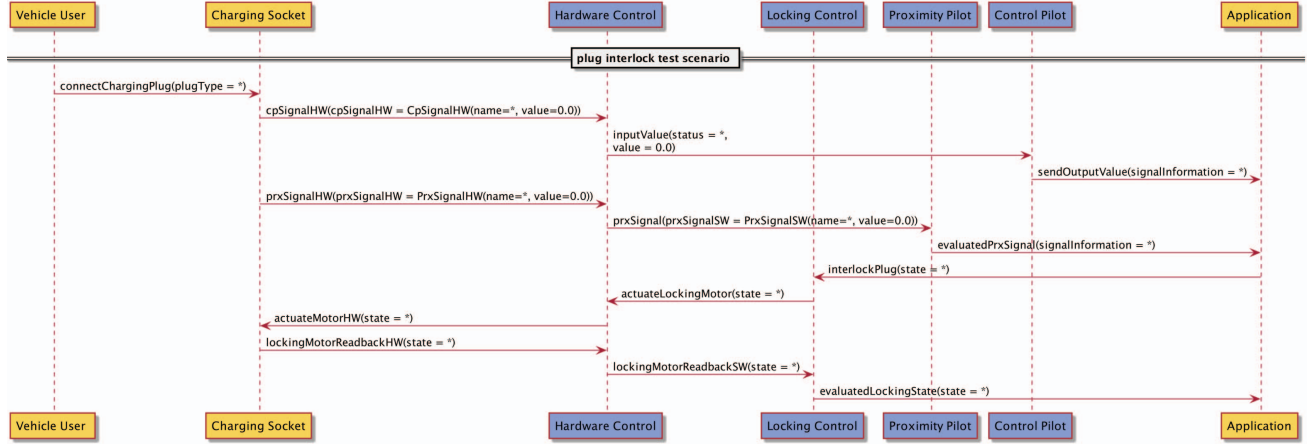 Vehicle User
Charging Socket
Hardware Control
Locking Control
Proximity Pilot
Control Pilot
Application
plug interlock test scenario
connectChargingPlug(plugType = *)
cpSignalHW(cpSignalHW = CpSignalHW(name=*, value=0.0))
inputValue(status = *,
value = 0.0)
sendOutputValue(signalInformation = *)
prxSignalHW(prxSignalHW = PrxSignalHW(name=*, value=0.0))
prxSignal(prxSignalSW = PrxSignalSW(name=*, value=0.0))
evaluatedPrxSignal(signalInformation = *)
interlockPlug(state = *)
actuateLockingMotor(state = *)
actuateMotorHW(state = *)
lockingMotorReadbackHW(state = *)
lockingMotorReadbackSW(state = *)
evaluatedLockingState(state = *)
Vehicle User
Charging Socket
Hardware Control
Locking Control
Proximity Pilot
Control Pilot
Application